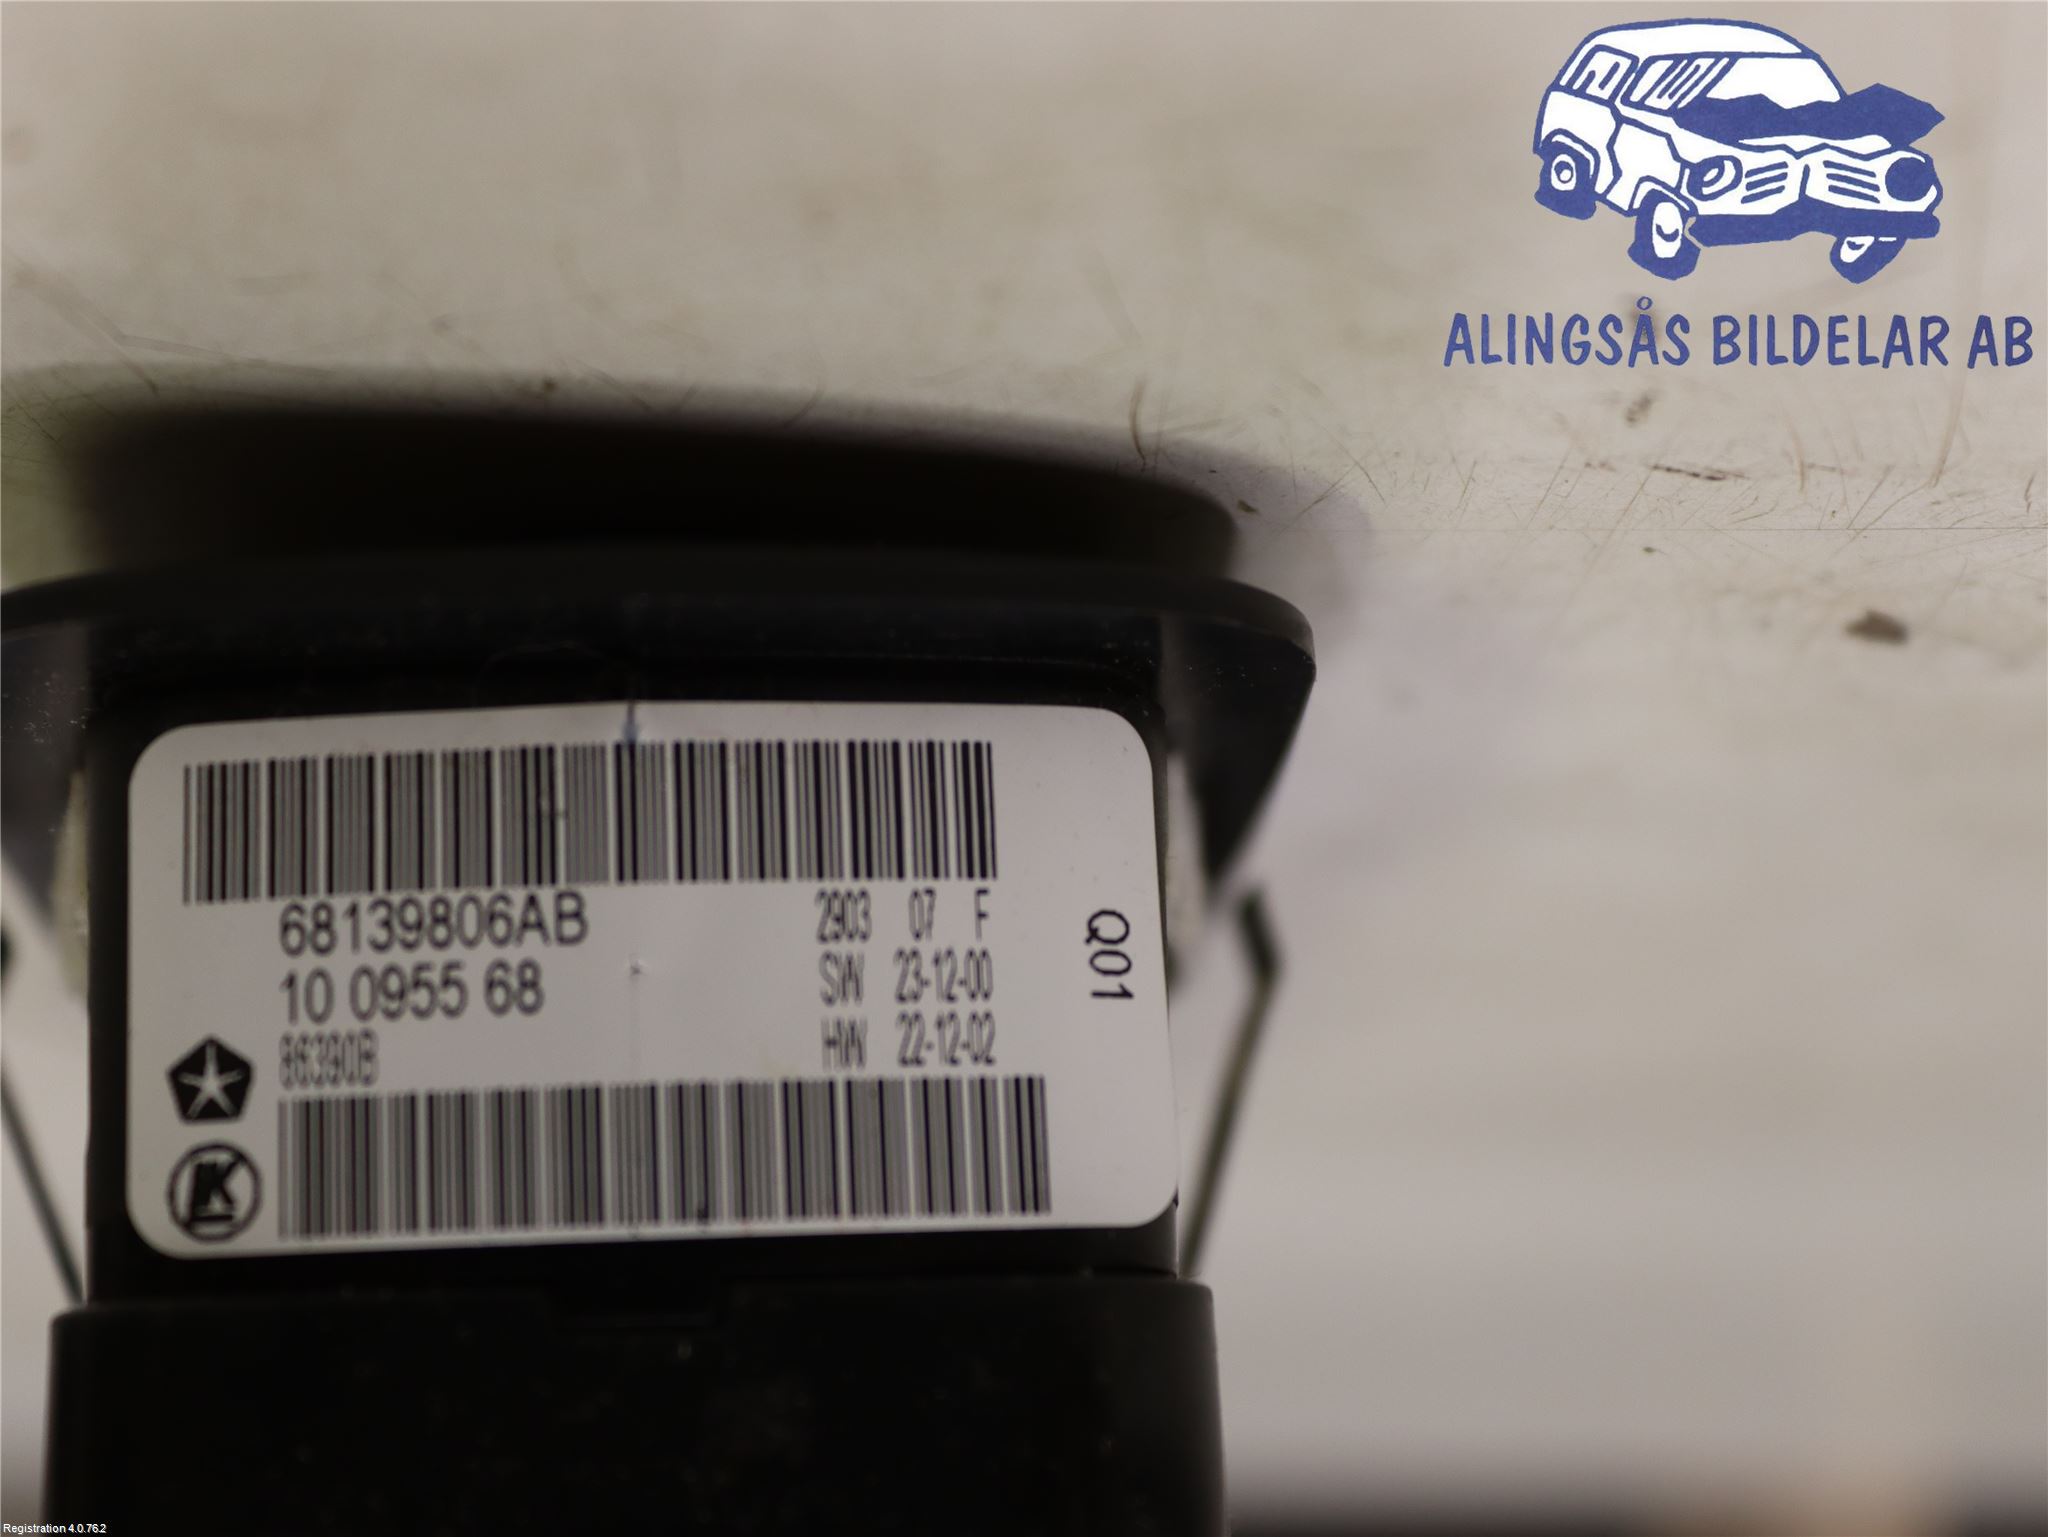 ALINGSÅS BILDELAR AB
68139806AB
2903 07 F
10 0955 68
SW 23-12-00
86390B
HW 22-12-02
Q01
K
Registration 4.0.76.2